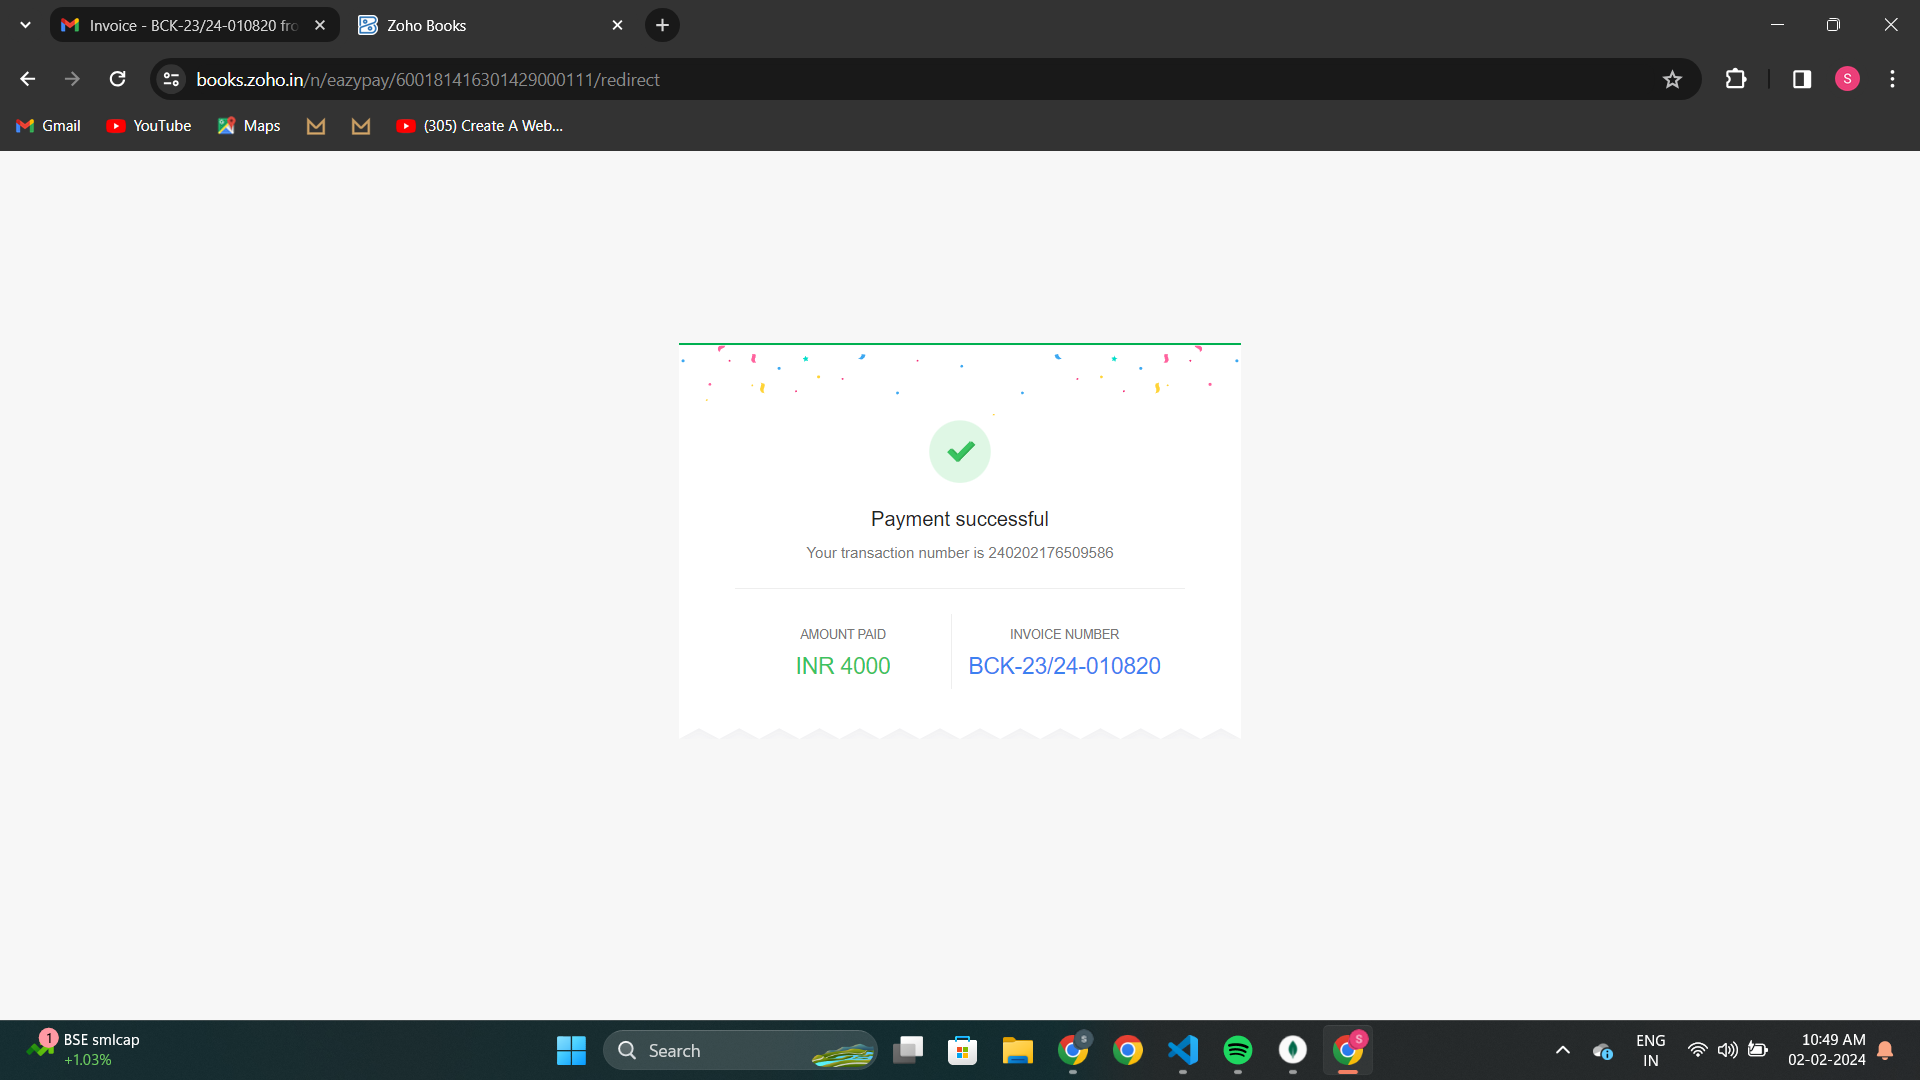 Invoice - BCK-23/24-010820 fro
Zoho Books
books.zoho.in/n/eazypay/600181416301429000111/redirect
S
Gmail
YouTube
Maps
(305) Create A Web...
Payment successful
Your transaction number is 240202176509586
AMOUNT PAID
INVOICE NUMBER
INR 4000
BCK-23/24-010820
1
BSE smlcap
+1.03%
Search
S
S
ENG
IN
10:49 AM
02-02-2024